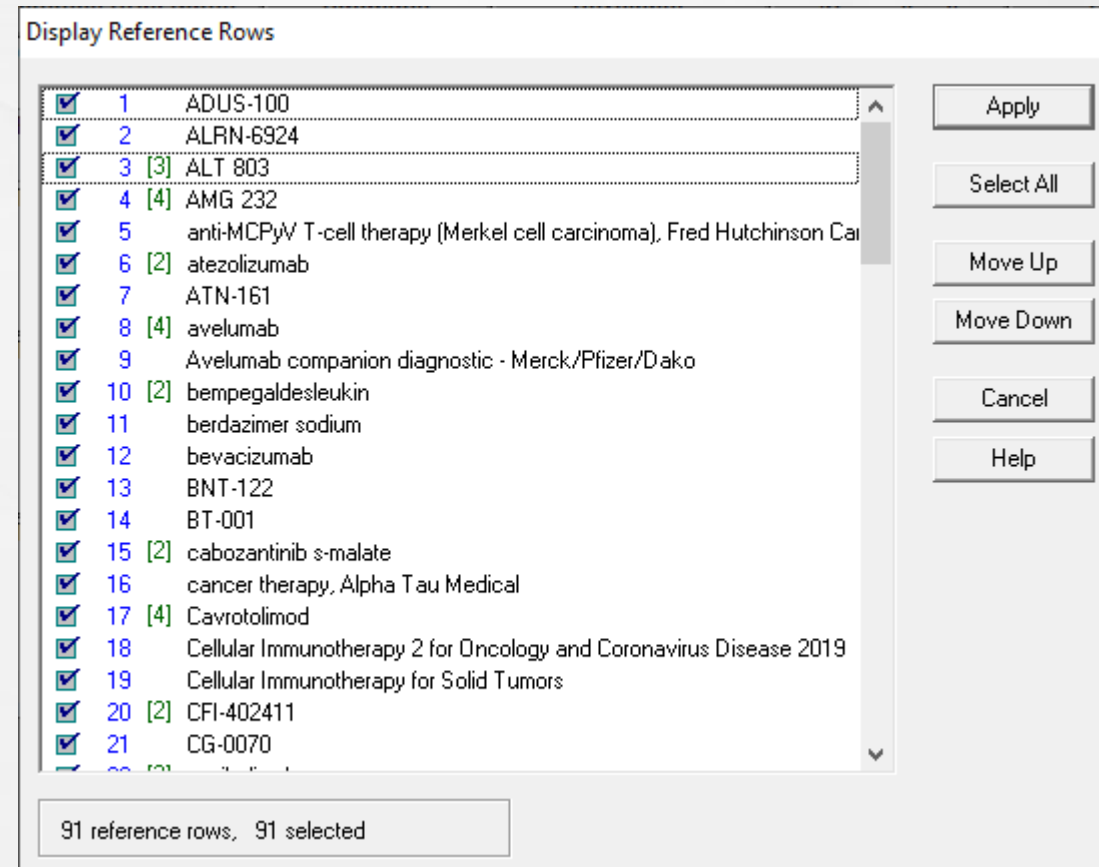 Display Reference Rows
1 ADUS-100
2 ALRN-6924
3 [3] ALT 803
4 [4] AMG 232
5 anti-MCPyV T-cell therapy (Merkel cell carcinoma), Fred Hutchinson Can
6 [2] atezolizumab
7 ATN-161
8 [4] avelumab
9 Avelumab companion diagnostic - Merck/Pfizer/Dako
10 [2] bempegaldesleukin
11 berdazimer sodium
12 bevacizumab
13 BNT-122
14 BT-001
15 [2] cabozantinib s-malate
16 cancer therapy, Alpha Tau Medical
17 [4] Cavrotolimod
18 Cellular Immunotherapy 2 for Oncology and Coronavirus Disease 2019
19 Cellular Immunotherapy for Solid Tumors
20 [2] CFI-402411
21 CG-0070
Apply
Select All
Move Up
Move Down
Cancel
Help
91 reference rows, 91 selected